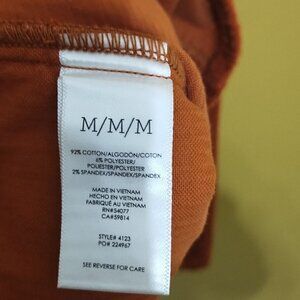 M/M/M
92% COTTON/ALGODÓN/COTON
6% POLYESTER/
POLIÉSTER/POLYESTER
2% SPANDEX/SPANDEX/SPANDEX
MADE IN VIETNAM
HECHO EN VIETNAM
FABRIQUÉ AU VIETNAM
RN#54077
CA#59814
STYLE# 4123
PO# 224967
SEE REVERSE FOR CARE